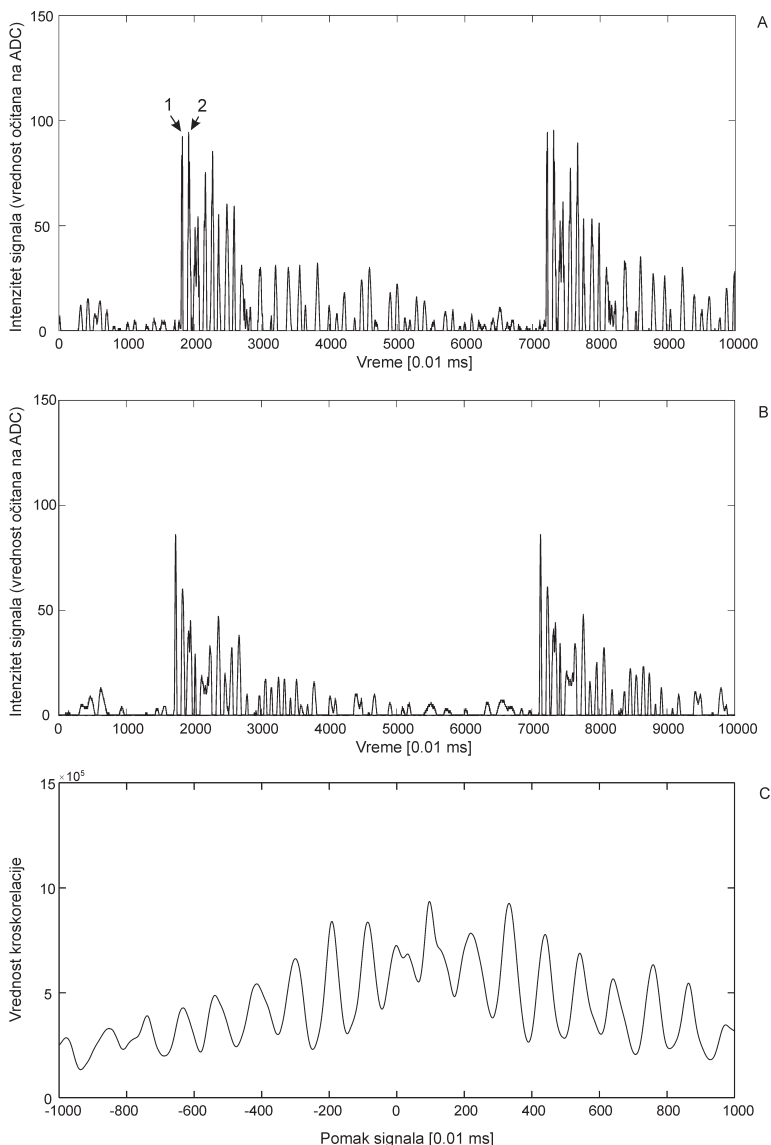 A
Intenzitet signala (vrednost očitana na ADC)
150
100
50
0
1 2
0 1000 2000 3000 4000 5000 6000 7000 8000 9000 10000
Vreme [0.01 ms]
B
Intenzitet signala (vrednost očitana na ADC)
150
100
50
0
0 1000 2000 3000 4000 5000 6000 7000 8000 9000 10000
Vreme [0.01 ms]
C
Vrednost kroskorelacije
×10⁵
15
10
5
0
-1000 -800 -600 -400 -200 0 200 400 600 800 1000
Pomak signala [0.01 ms]